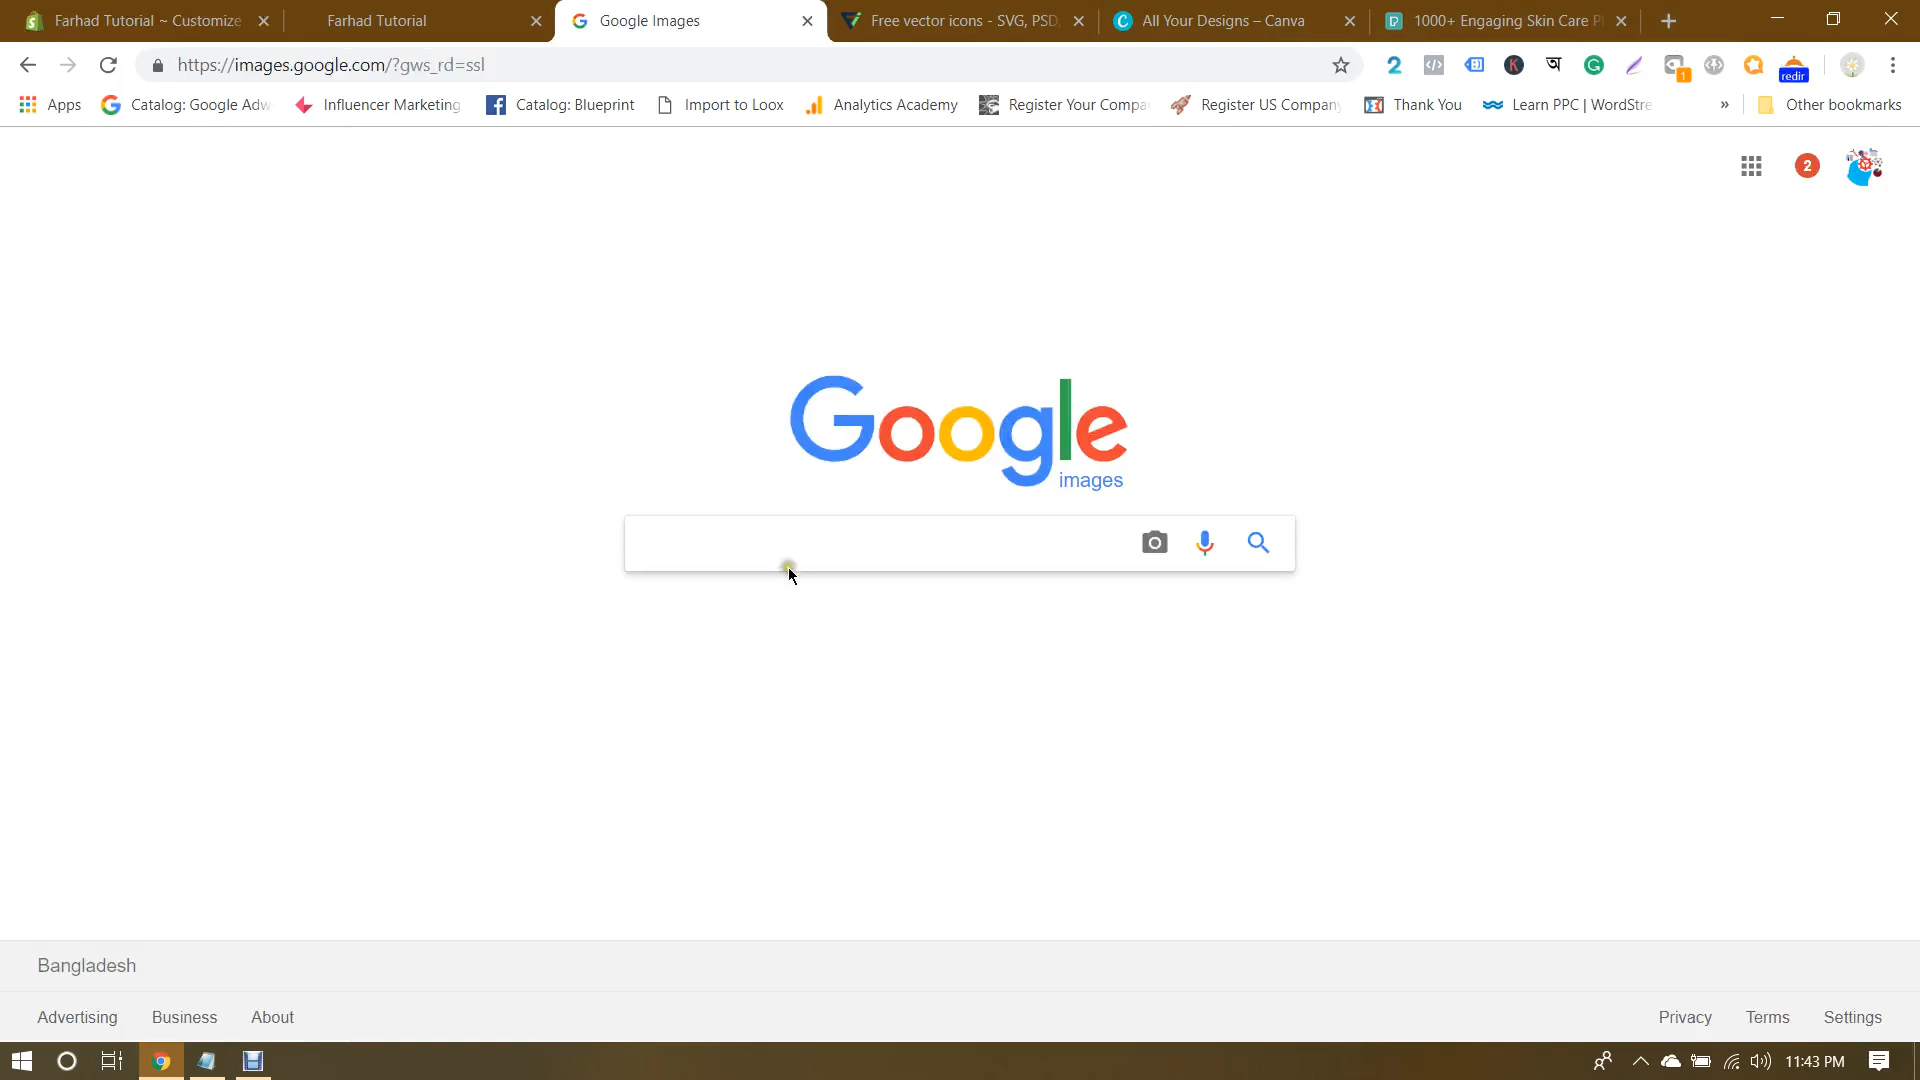 Farhad Tutorial ~ Customize
Farhad Tutorial
Google Images
Free vector icons - SVG, PSD,
All Your Designs – Canva
1000+ Engaging Skin Care P
https://images.google.com/?gws_rd=ssl
redir
Apps
Catalog: Google Adw
Influencer Marketing
Catalog: Blueprint
Import to Loox
Analytics Academy
Register Your Compa
Register US Company
Thank You
Learn PPC | WordStre
»
Other bookmarks
2
Google
images
Bangladesh
Advertising
Business
About
Privacy
Terms
Settings
11:43 PM